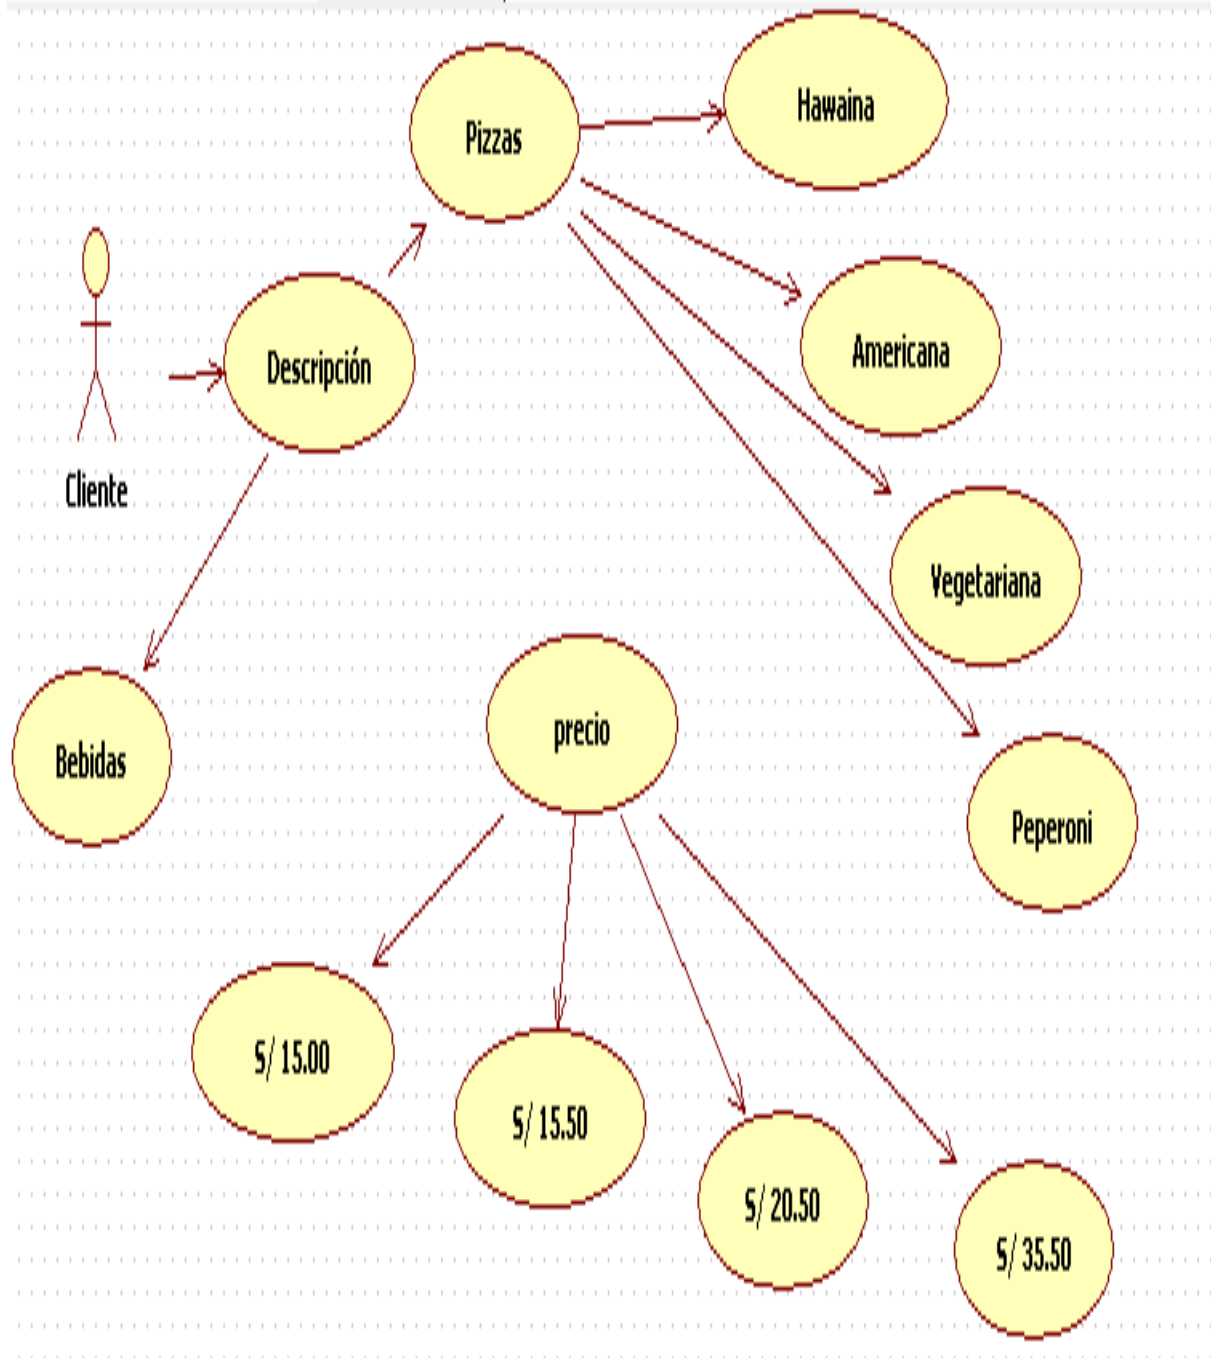 Pizzas
Hawaina
Americana
Descripción
Cliente
Vegetariana
precio
Bebidas
Peperoni
S/ 15.00
S/ 15.50
S/ 20.50
S/ 35.50